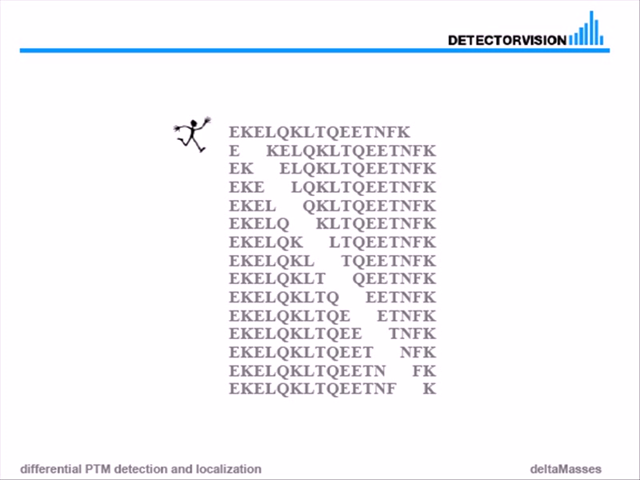 DETECTORVISION
EKELQKLTQEETNFK
E KELQKLTQEETNFK
EK ELQKLTQEETNFK
EKE LQKLTQEETNFK
EKEL QKLTQEETNFK
EKELQ KLTQEETNFK
EKELQK LTQEETNFK
EKELQKL TQEETNFK
EKELQKLT QEETNFK
EKELQKLTQ EETNFK
EKELQKLTQE ETNFK
EKELQKLTQEE TNFK
EKELQKLTQEET NFK
EKELQKLTQEETN FK
EKELQKLTQEETNF K
differential PTM detection and localization
deltaMasses